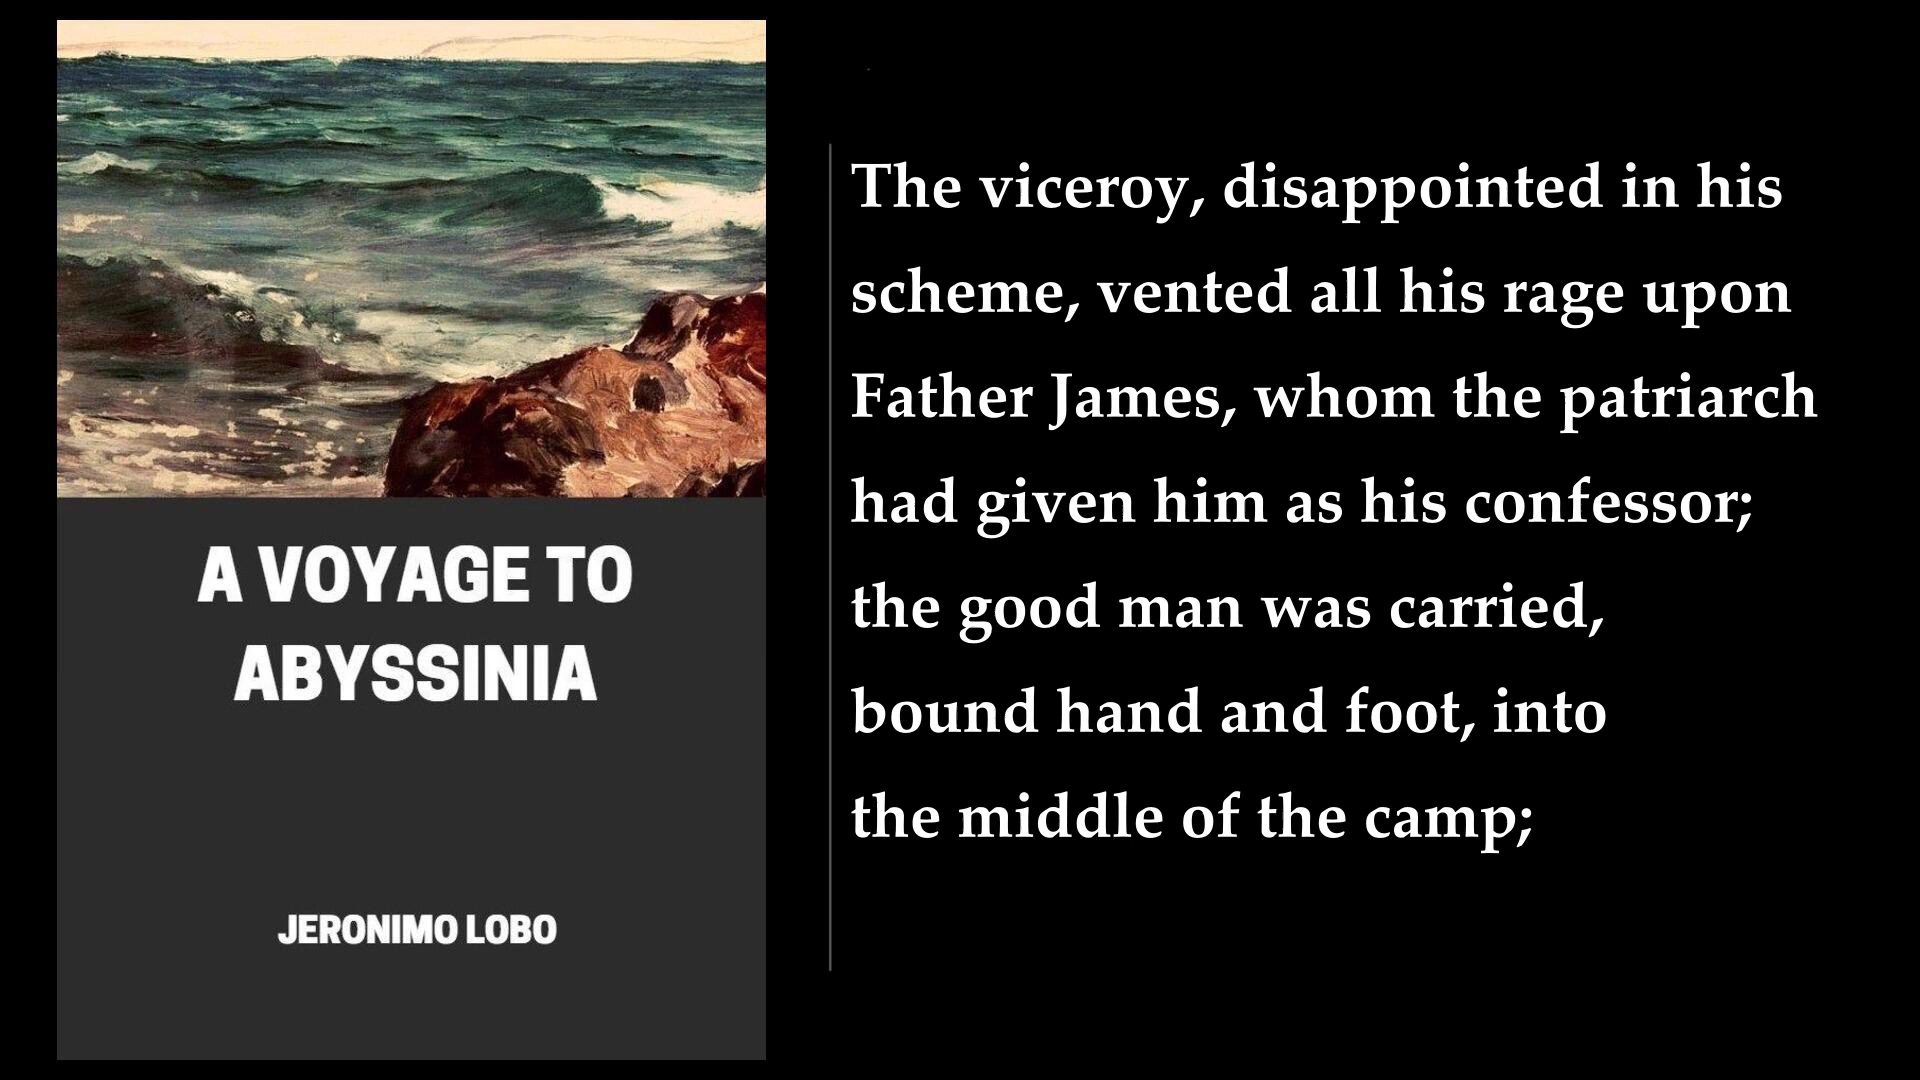 A VOYAGE TO
ABYSSINIA
JERONIMO LOBO
The viceroy, disappointed in his
scheme, vented all his rage upon
Father James, whom the patriarch
had given him as his confessor;
the good man was carried,
bound hand and foot, into
the middle of the camp;